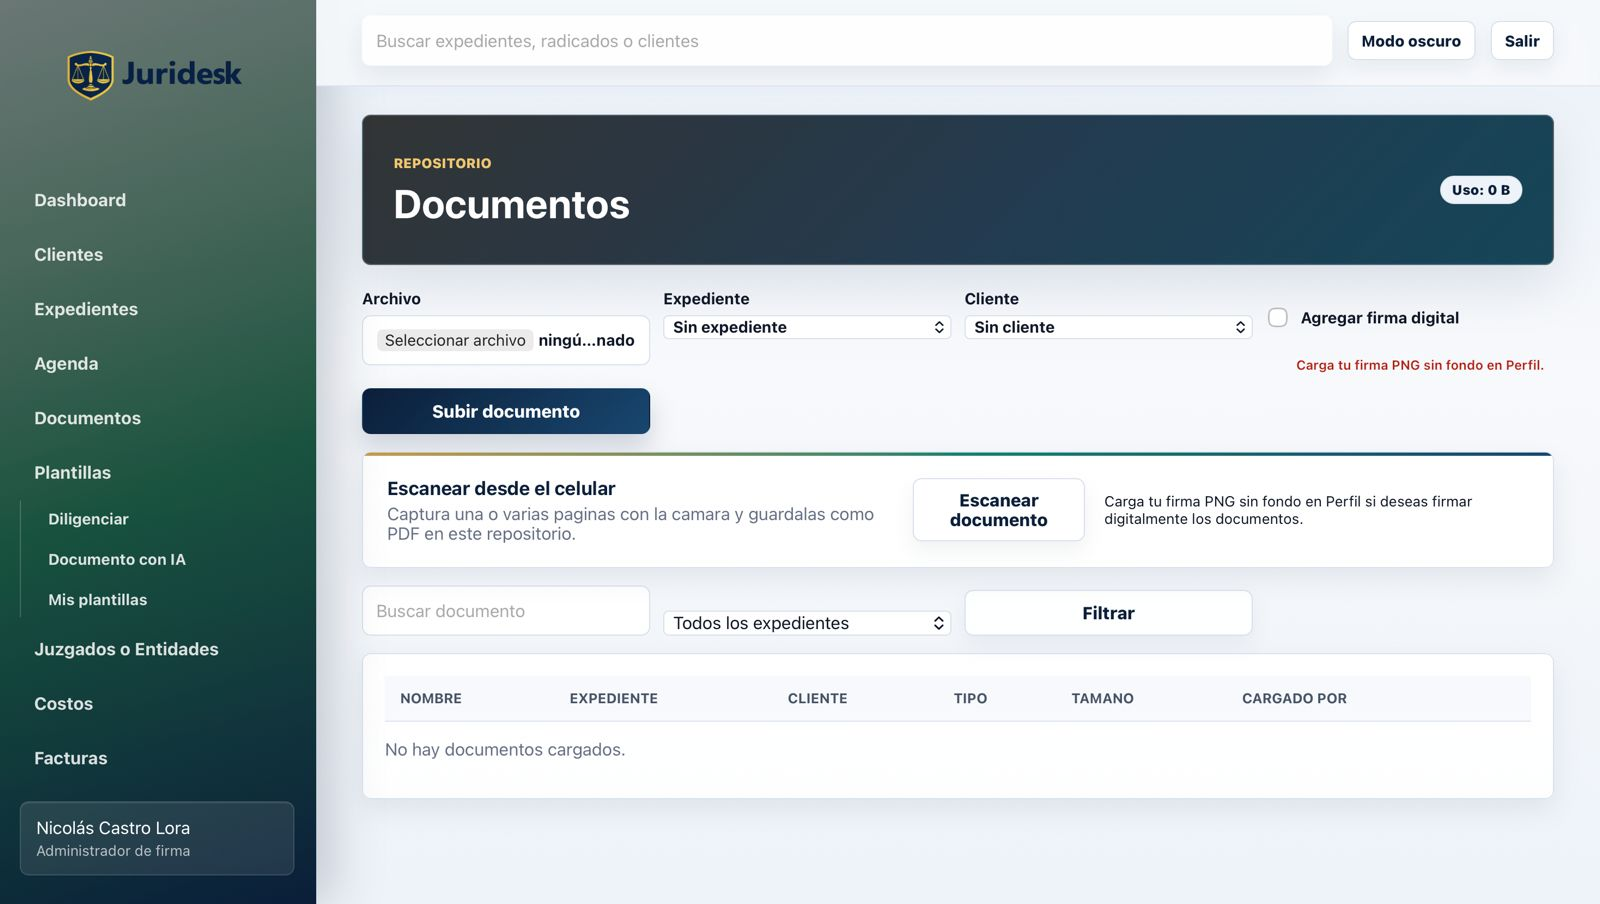 Juridesk
Dashboard
Clientes
Expedientes
Agenda
Documentos
Plantillas
Diligenciar
Documento con IA
Mis plantillas
Juzgados o Entidades
Costos
Facturas
Nicolás Castro Lora
Administrador de firma
Buscar expedientes, radicados o clientes
Modo oscuro
Salir
REPOSITORIO
Documentos
Uso: 0 B
Archivo
Seleccionar archivo ningú...nado
Expediente
Sin expediente
Cliente
Sin cliente
Agregar firma digital
Carga tu firma PNG sin fondo en Perfil.
Subir documento
Escanear desde el celular
Captura una o varias paginas con la camara y guardalas como
PDF en este repositorio.
Escanear
documento
Carga tu firma PNG sin fondo en Perfil si deseas firmar
digitalmente los documentos.
Buscar documento
Todos los expedientes
Filtrar
NOMBRE EXPEDIENTE CLIENTE TIPO TAMANO CARGADO POR
No hay documentos cargados.